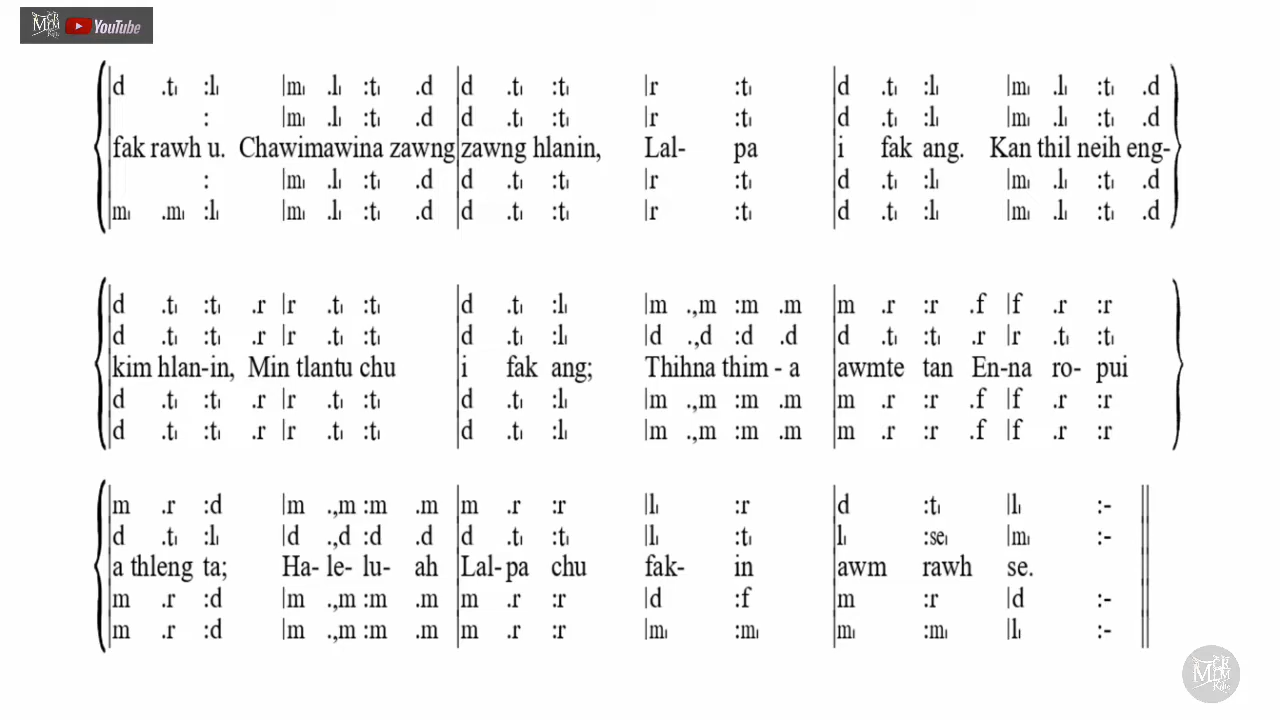 YouTube
d .tı :lı |mı .lı :tı .d |d .tı :tı |r :tı |d .tı :lı |mı .lı :tı .d
: |mı .lı :tı .d |d .tı :tı |r :tı |d .tı :lı |mı .lı :tı .d
fak rawh u. Chawimawina zawng zawng hlanin, Lal- pa i fak ang. Kan thil neih eng-
: |mı .lı :tı .d |d .tı :tı |r :tı |d .tı :lı |mı .lı :tı .d
mı .mı :lı |mı .lı :tı .d |d .tı :tı |r :tı |d .tı :lı |mı .lı :tı .d
|d .tı :tı .r |r .tı :tı |d .tı :lı |m .,m :m .m |m .r :r .f |f .r :r
|d .tı :tı .r |r .tı :tı |d .tı :lı |d .,d :d .d |d .tı :tı .r |r .tı :tı
kim hlan-in, Min tlantu chu i fak ang; Thihna thim - a awmte tan En-na ro- pui
|d .tı :tı .r |r .tı :tı |d .tı :lı |m .,m :m .m |m .r :r .f |f .r :r
|d .tı :tı .r |r .tı :tı |d .tı :lı |m .,m :m .m |m .r :r .f |f .r :r
|m .r :d |m .,m :m .m |m .r :r |lı :r |d :tı |lı :-
|d .tı :lı |d .,d :d .d |d .tı :tı |lı :tı |lı :seı |mı :-
a thleng ta; Ha- le- lu- ah Lal- pa chu fak- in awm rawh se.
|m .r :d |m .,m :m .m |m .r :r |d :f |m :r |d :-
|m .r :d |m .,m :m .m |m .r :r |mı :mı |mı :mı |lı :-